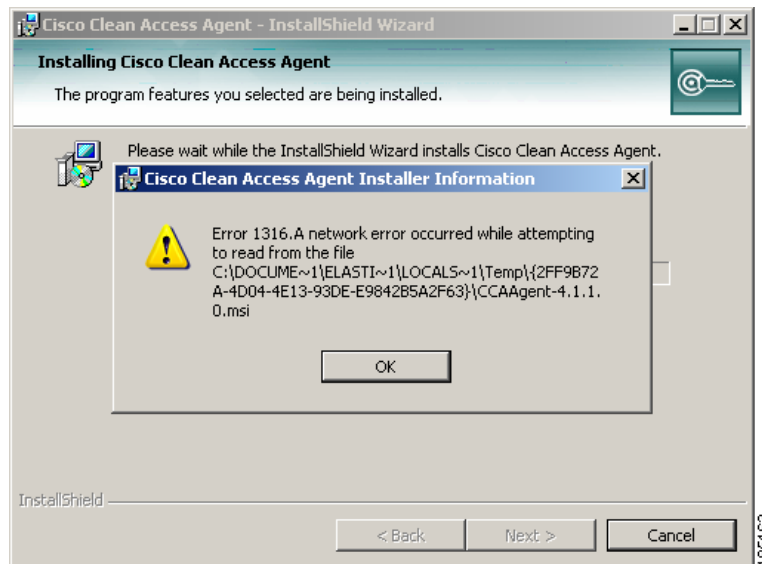 Cisco Clean Access Agent - InstallShield Wizard
Installing Cisco Clean Access Agent
The program features you selected are being installed.
Please wait while the InstallShield Wizard installs Cisco Clean Access Agent.
Cisco Clean Access Agent Installer Information
Error 1316.A network error occurred while attempting
to read from the file
C:\DOCUME~1\ELASTI~1\LOCALS~1\Temp\{2FF9B72
A-4D04-4E13-93DE-E9842B5A2F63}\CCAAgent-4.1.1.
0.msi
OK
InstallShield
< Back
Next >
Cancel